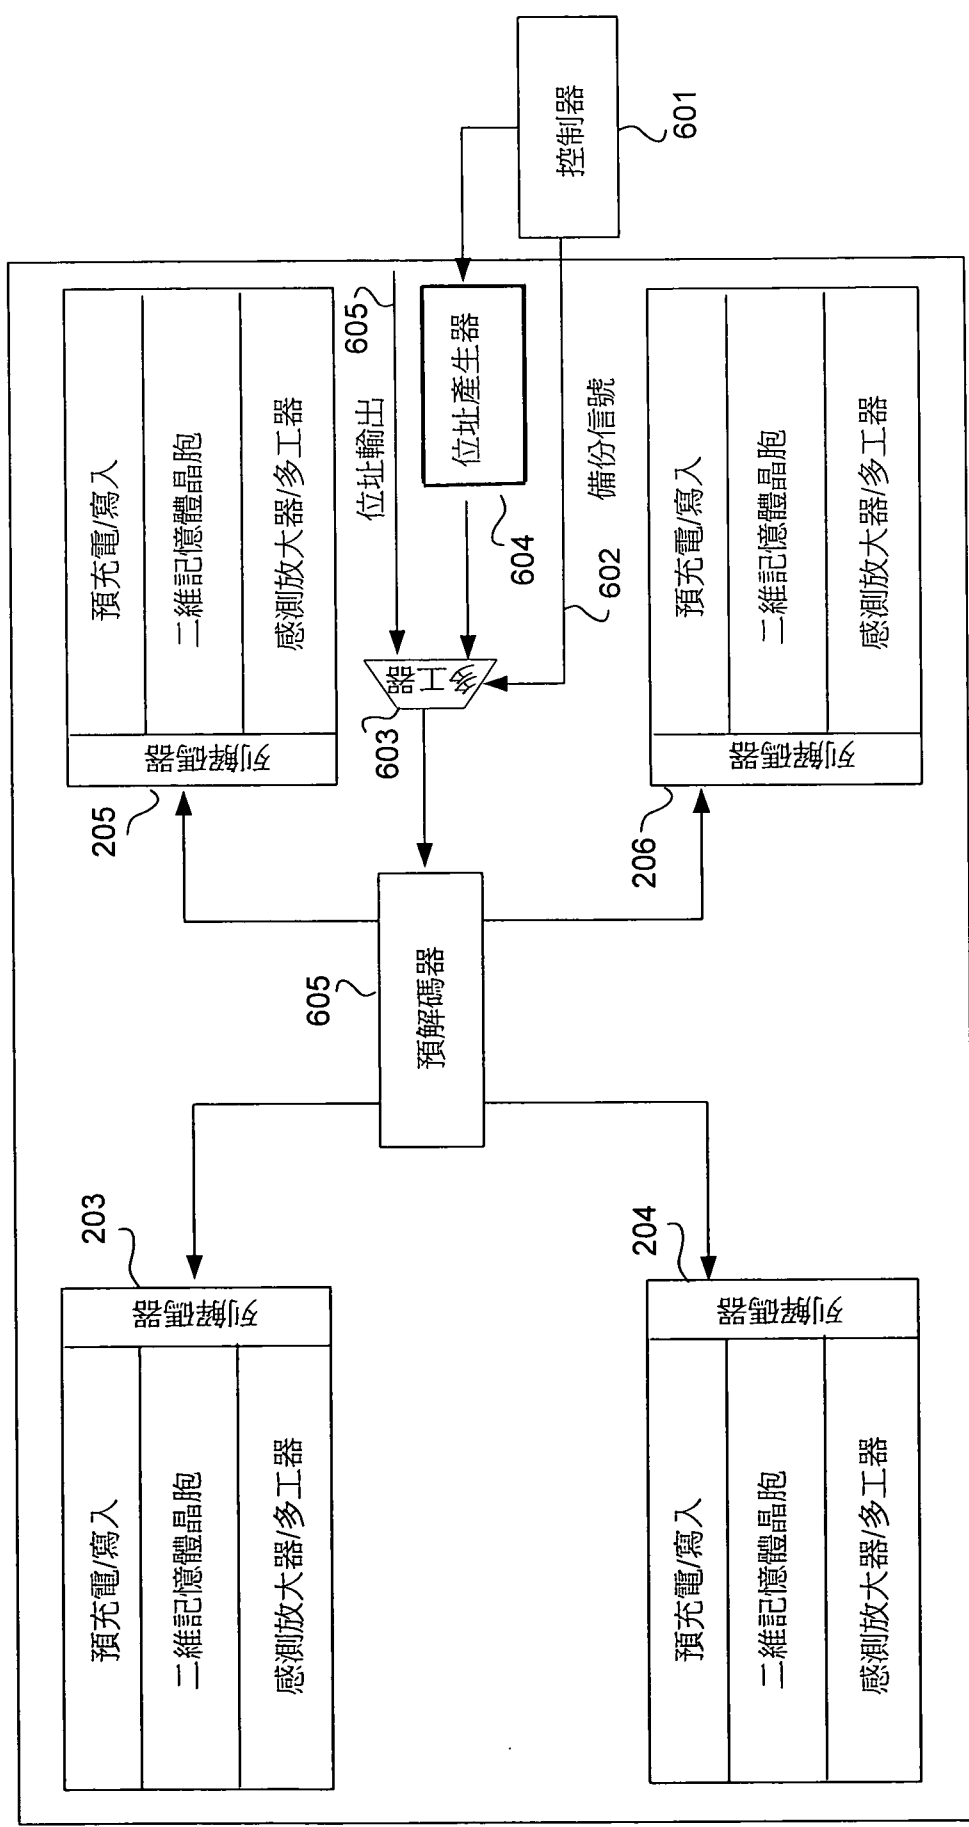 預充電/寫入
二維記憶體晶胞
感測放大器/多工器
列解碼器
203
205
列解碼器
預充電/寫入
二維記憶體晶胞
感測放大器/多工器
605
預解碼器
603
多工器
位址輸出
605
位址產生器
604
控制器
601
602
備份信號
204
列解碼器
預充電/寫入
二維記憶體晶胞
感測放大器/多工器
206
列解碼器
預充電/寫入
二維記憶體晶胞
感測放大器/多工器